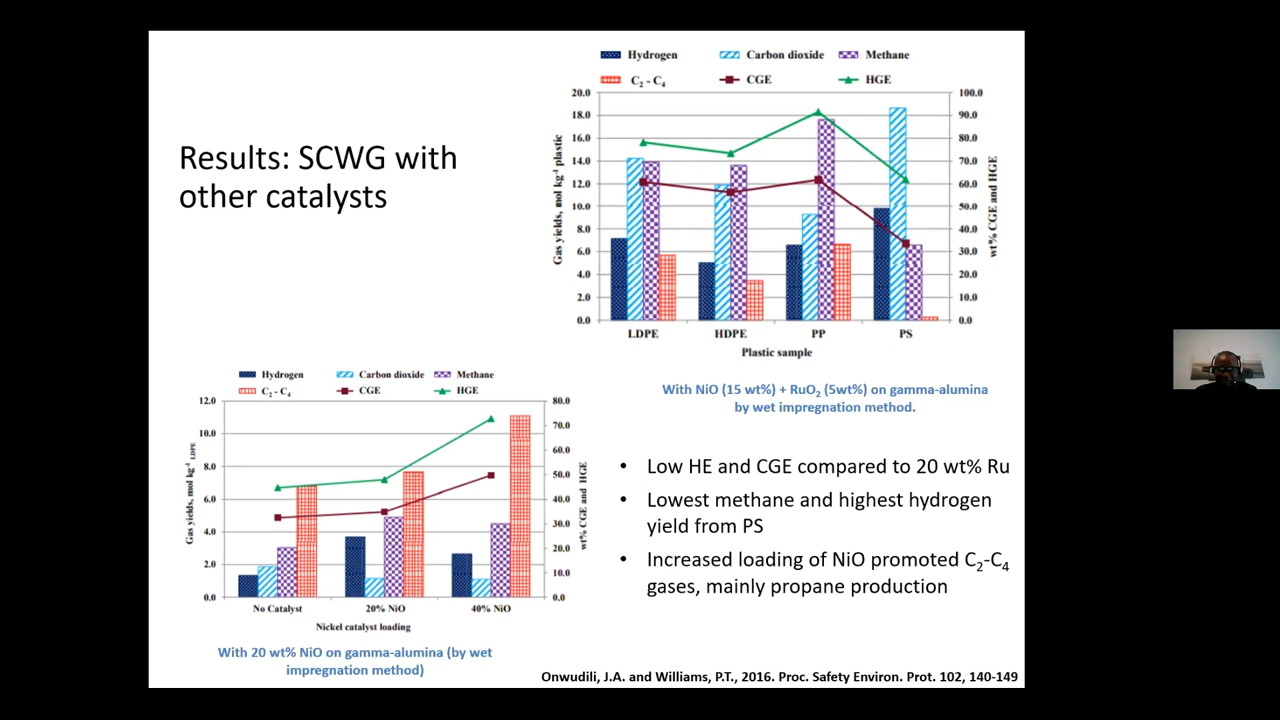 Results: SCWG with
other catalysts
Hydrogen Carbon dioxide Methane
C₂ - C₄ CGE HGE
20.0 100.0
18.0 90.0
16.0 80.0
14.0 70.0
12.0 60.0
10.0 50.0
8.0 40.0
6.0 30.0
4.0 20.0
2.0 10.0
0.0 0.0
Gas yields, mol kg⁻¹ plastic
wt% CGE and HGE
LDPE HDPE PP PS
Plastic sample
With NiO (15 wt%) + RuO₂ (5wt%) on gamma-alumina
by wet impregnation method.
Hydrogen Carbon dioxide Methane
C₂ - C₄ CGE HGE
12.0 80.0
70.0
10.0
60.0
8.0
50.0
6.0 40.0
30.0
4.0
20.0
2.0
10.0
0.0 0.0
Gas yields, mol kg⁻¹ LDPE
wt% CGE and HGE
No Catalyst 20% NiO 40% NiO
Nickel catalyst loading
With 20 wt% NiO on gamma-alumina (by wet
impregnation method)
• Low HE and CGE compared to 20 wt% Ru
• Lowest methane and highest hydrogen
yield from PS
• Increased loading of NiO promoted C₂-C₄
gases, mainly propane production
Onwudili, J.A. and Williams, P.T., 2016. Proc. Safety Environ. Prot. 102, 140-149